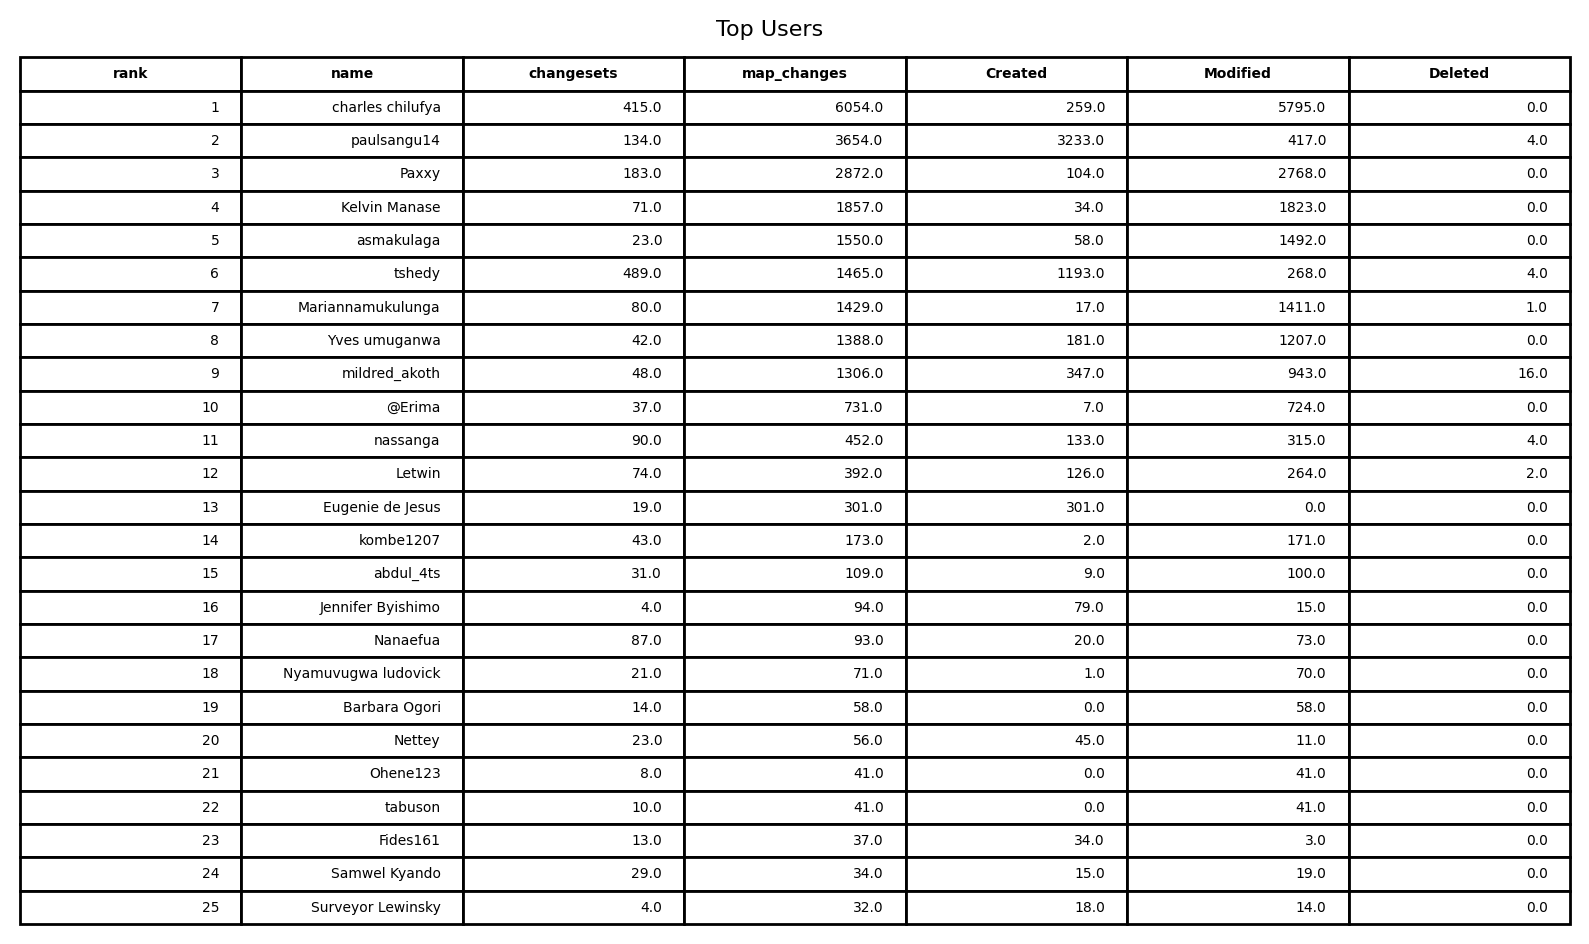 Top Users
rank name changesets map_changes Created Modified Deleted
1 charles chilufya 415.0 6054.0 259.0 5795.0 0.0
2 paulsangu14 134.0 3654.0 3233.0 417.0 4.0
3 Paxxy 183.0 2872.0 104.0 2768.0 0.0
4 Kelvin Manase 71.0 1857.0 34.0 1823.0 0.0
5 asmakulaga 23.0 1550.0 58.0 1492.0 0.0
6 tshedy 489.0 1465.0 1193.0 268.0 4.0
7 Mariannamukulunga 80.0 1429.0 17.0 1411.0 1.0
8 Yves umuganwa 42.0 1388.0 181.0 1207.0 0.0
9 mildred_akoth 48.0 1306.0 347.0 943.0 16.0
10 @Erima 37.0 731.0 7.0 724.0 0.0
11 nassanga 90.0 452.0 133.0 315.0 4.0
12 Letwin 74.0 392.0 126.0 264.0 2.0
13 Eugenie de Jesus 19.0 301.0 301.0 0.0 0.0
14 kombe1207 43.0 173.0 2.0 171.0 0.0
15 abdul_4ts 31.0 109.0 9.0 100.0 0.0
16 Jennifer Byishimo 4.0 94.0 79.0 15.0 0.0
17 Nanaefua 87.0 93.0 20.0 73.0 0.0
18 Nyamuvugwa ludovick 21.0 71.0 1.0 70.0 0.0
19 Barbara Ogori 14.0 58.0 0.0 58.0 0.0
20 Nettey 23.0 56.0 45.0 11.0 0.0
21 Ohene123 8.0 41.0 0.0 41.0 0.0
22 tabuson 10.0 41.0 0.0 41.0 0.0
23 Fides161 13.0 37.0 34.0 3.0 0.0
24 Samwel Kyando 29.0 34.0 15.0 19.0 0.0
25 Surveyor Lewinsky 4.0 32.0 18.0 14.0 0.0